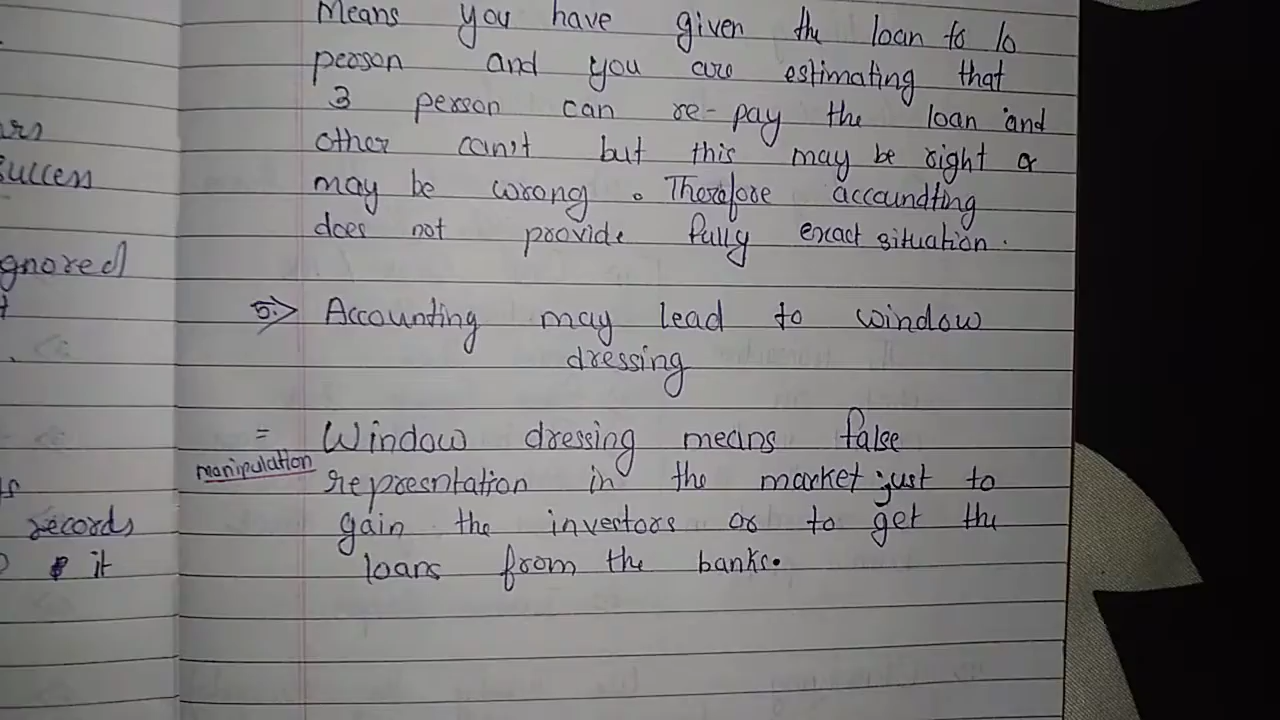 Means you have given the loan to 10
person and you are estimating that
3 person can re-pay the loan and
other can't but this may be right or
may be wrong. Therefore accoundting
does not provide fully exact situation.
5.> Accounting may lead to window
dressing
= Window dressing means false
manipulation
represntation in the market just to
gain the investors or to get the
loans from the banks.
success
gnored
records
it